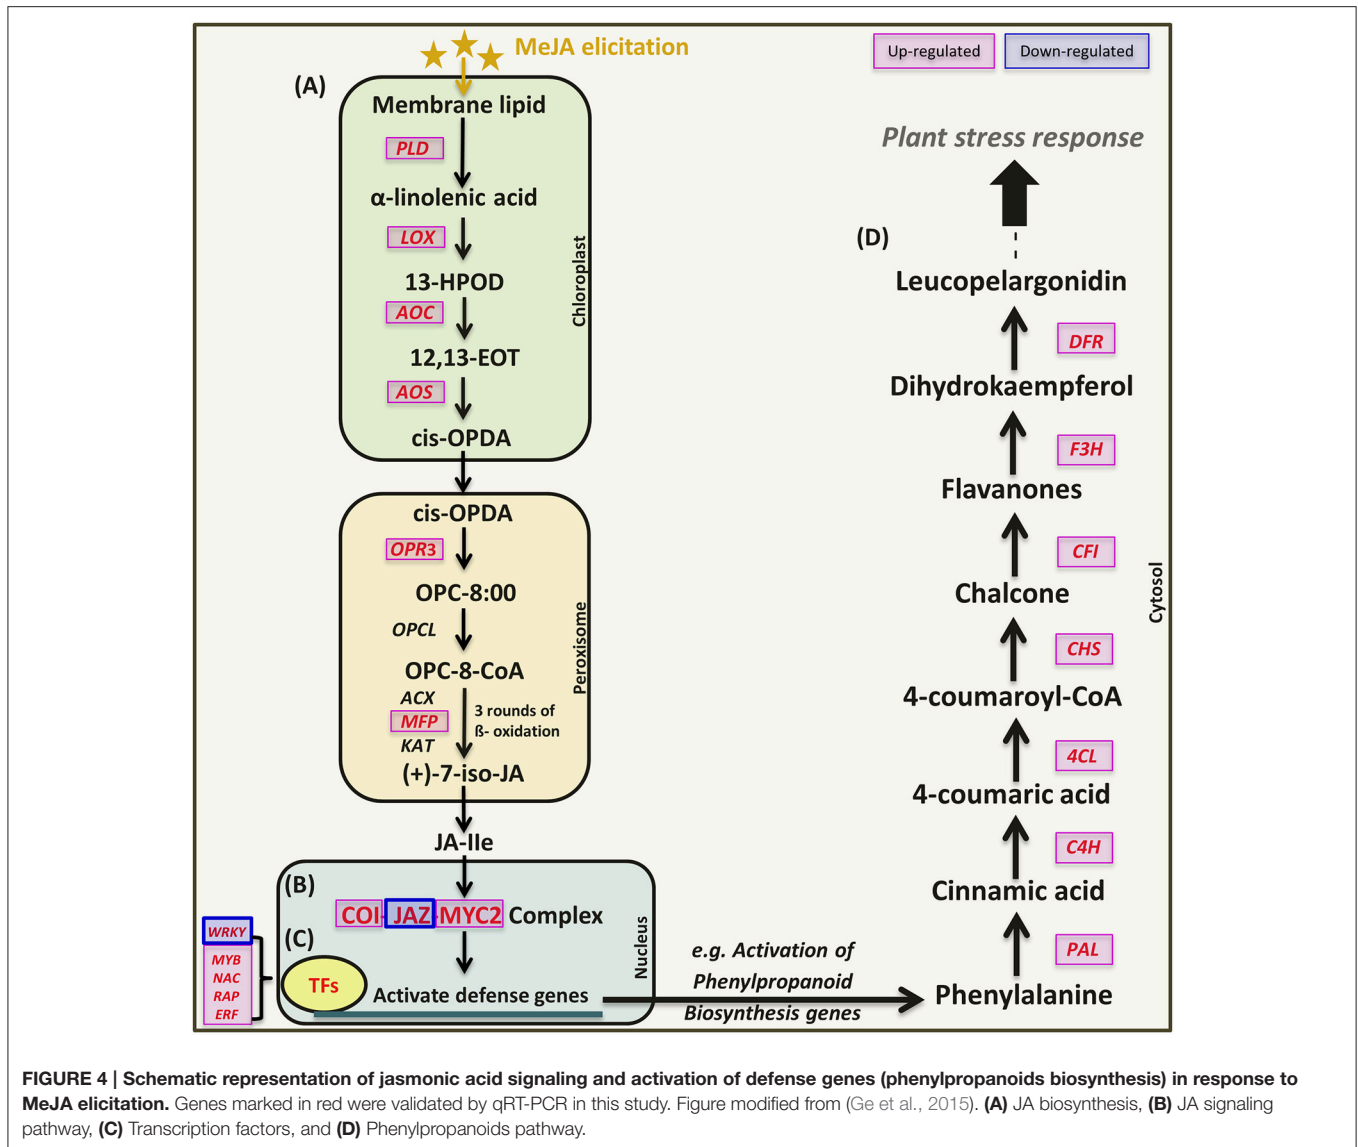 MeJA elicitation
Up-regulated
Down-regulated
(A)
Membrane lipid
PLD
α-linolenic acid
LOX
13-HPOD
AOC
12,13-EOT
AOS
cis-OPDA
Chloroplast
cis-OPDA
OPR3
OPC-8:00
OPCL
OPC-8-CoA
ACX
MFP
KAT
3 rounds of
ß- oxidation
(+)-7-iso-JA
Peroxisome
JA-Ile
(B)
COI-JAZ-MYC2 Complex
(C)
WRKY
MYB
NAC
RAP
ERF
TFs
Activate defense genes
Nucleus
e.g. Activation of
Phenylpropanoid
Biosynthesis genes
Plant stress response
(D)
Leucopelargonidin
DFR
Dihydrokaempferol
F3H
Flavanones
CFI
Chalcone
CHS
4-coumaroyl-CoA
4CL
4-coumaric acid
C4H
Cinnamic acid
PAL
Phenylalanine
Cytosol
FIGURE 4 | Schematic representation of jasmonic acid signaling and activation of defense genes (phenylpropanoids biosynthesis) in response to
MeJA elicitation. Genes marked in red were validated by qRT-PCR in this study. Figure modified from (Ge et al., 2015). (A) JA biosynthesis, (B) JA signaling
pathway, (C) Transcription factors, and (D) Phenylpropanoids pathway.